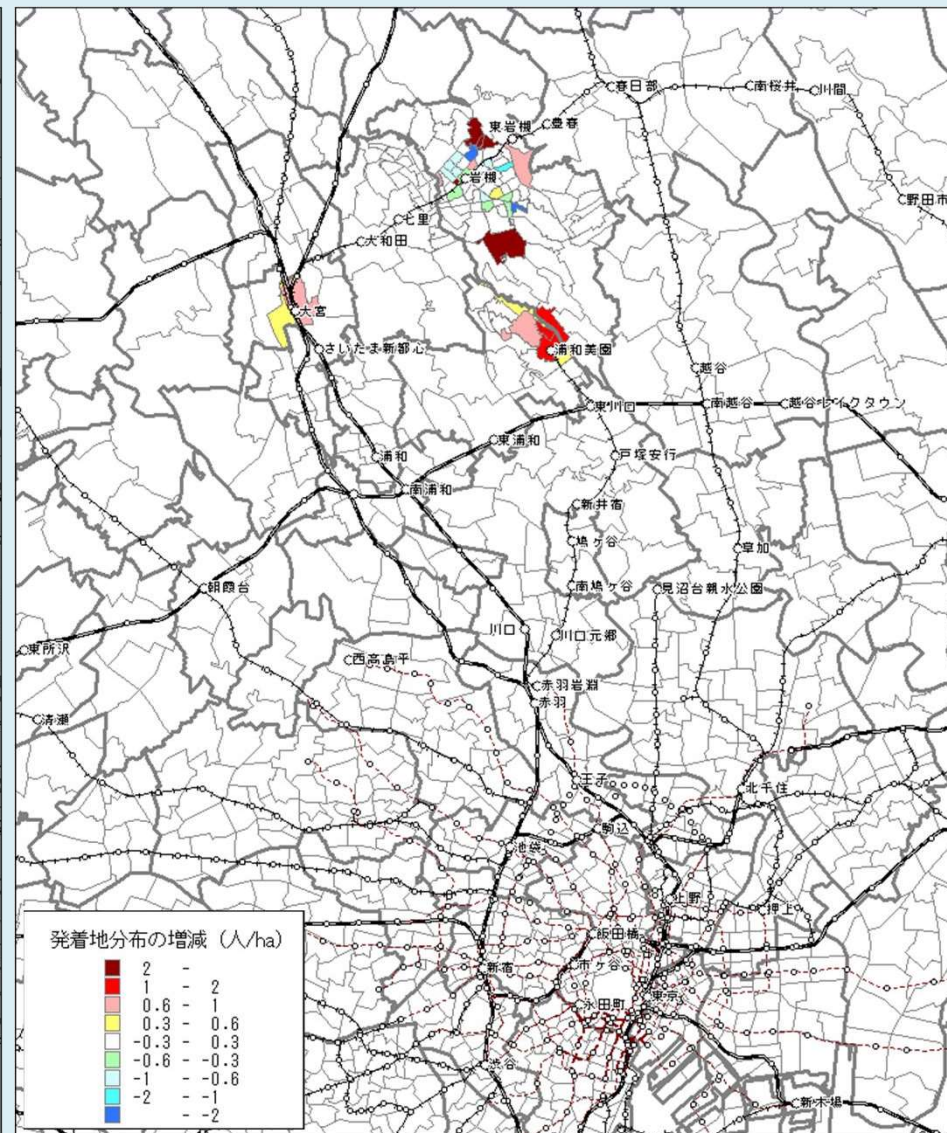 春日部
南桜井
川間
東岩槻
豊春
岩槻
野田市
七里
大和田
大宮
さいたま新都心
浦和美園
越谷
東川口
南越谷
越谷レイクタウン
東浦和
戸塚安行
浦和
南浦和
新井宿
鳩ヶ谷
草加
朝霞台
南鳩ヶ谷
見沼台親水公園
川口
川口元郷
東所沢
西高島平
赤羽岩淵
赤羽
清瀬
王子
北千住
駒込
池袋
上野
押上
飯田橋
新宿
市ヶ谷
永田町
東京
渋谷
新木場
発着地分布の増減 (人/ha)
2 -
1 - 2
0.6 - 1
0.3 - 0.6
-0.3 - 0.3
-0.6 - -0.3
-1 - -0.6
-2 - -1
- -2